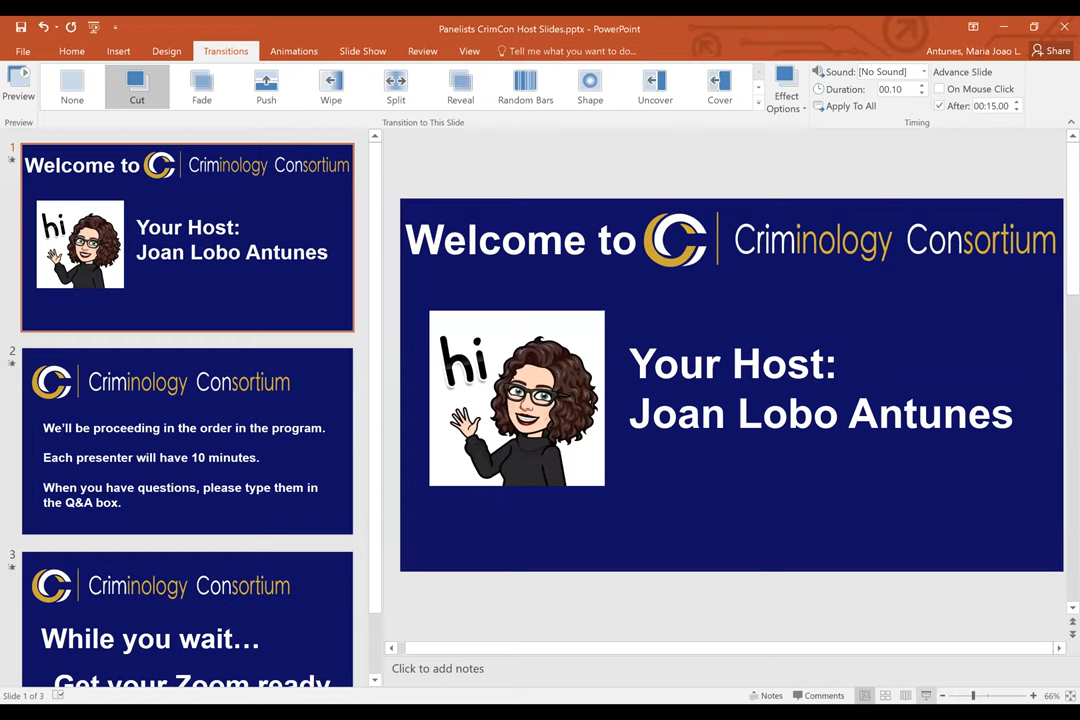 Panelists CrimCon Host Slides.pptx - PowerPoint
File Home Insert Design Transitions Animations Slide Show Review View Tell me what you want to do... Antunes, Maria Joao L. Share
Preview None Cut Fade Push Wipe Split Reveal Random Bars Shape Uncover Cover Effect Options
Sound: [No Sound] Advance Slide
Duration: 00.10 On Mouse Click
Apply To All After: 00:15.00
Preview Transition to This Slide Timing
1
Welcome to Criminology Consortium
hi
Your Host:
Joan Lobo Antunes
2
Criminology Consortium
We'll be proceeding in the order in the program.
Each presenter will have 10 minutes.
When you have questions, please type them in
the Q&A box.
3
Criminology Consortium
While you wait...
Get your Zoom ready
Welcome to Criminology Consortium
hi
Your Host:
Joan Lobo Antunes
Click to add notes
Slide 1 of 3 Notes Comments 66%